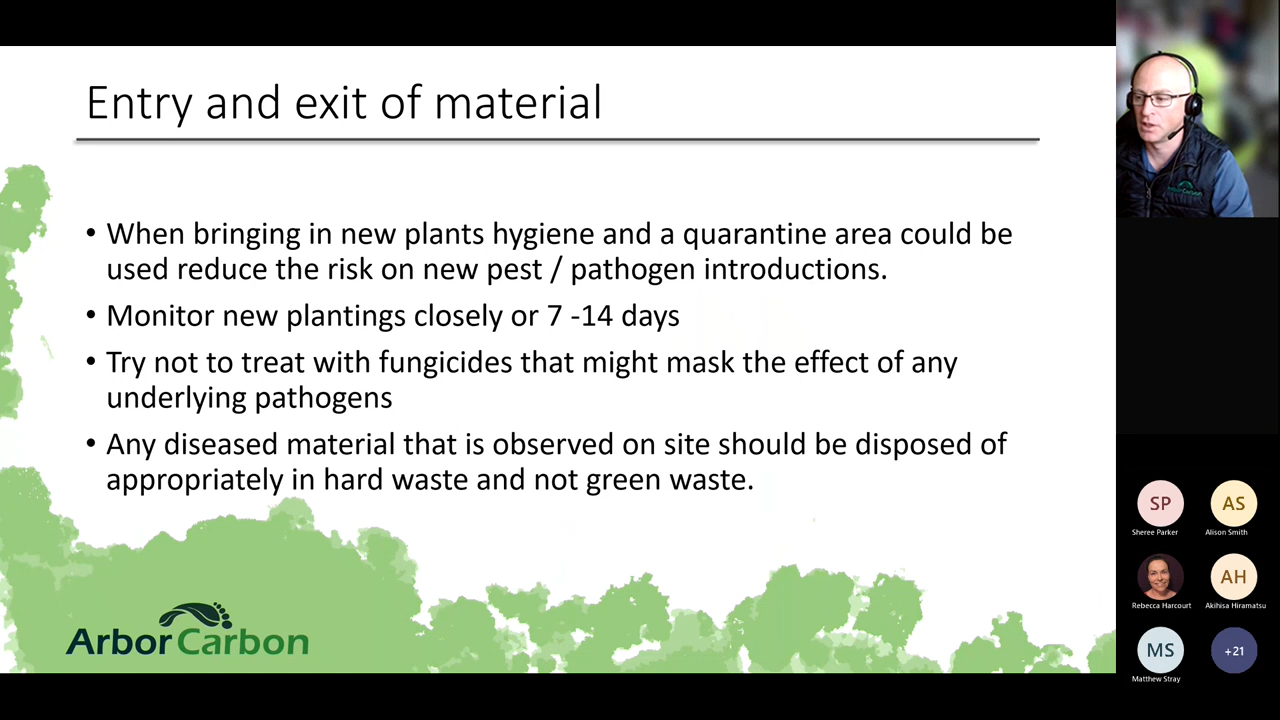 Entry and exit of material
• When bringing in new plants hygiene and a quarantine area could be
used reduce the risk on new pest / pathogen introductions.
• Monitor new plantings closely or 7 -14 days
• Try not to treat with fungicides that might mask the effect of any
underlying pathogens
• Any diseased material that is observed on site should be disposed of
appropriately in hard waste and not green waste.
ArborCarbon
ArborCarbon
SP
AS
Sheree Parker
Alison Smith
AH
Rebecca Harcourt
Akihisa Hiramatsu
MS
+21
Matthew Stray